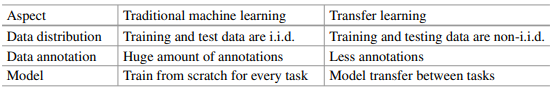 Aspect Traditional machine learning Transfer learning
Data distribution Training and test data are i.i.d. Training and testing data are non-i.i.d.
Data annotation Huge amount of annotations Less annotations
Model Train from scratch for every task Model transfer between tasks